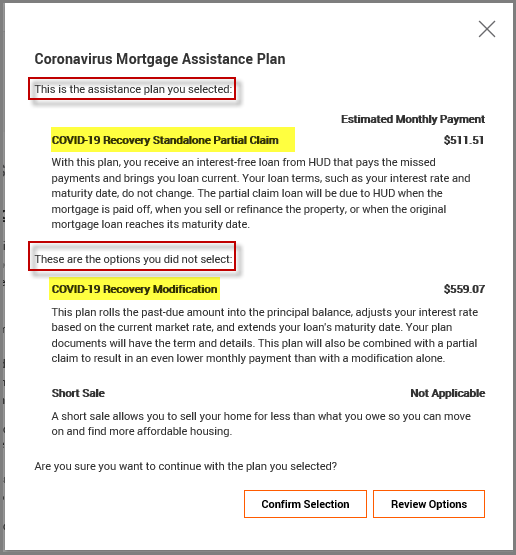 Coronavirus Mortgage Assistance Plan
This is the assistance plan you selected:
Estimated Monthly Payment
COVID-19 Recovery Standalone Partial Claim $511.51
With this plan, you receive an interest-free loan from HUD that pays the missed
payments and brings you loan current. Your loan terms, such as your interest rate and
maturity date, do not change. The partial claim loan will be due to HUD when the
mortgage is paid off, when you sell or refinance the property, or when the original
mortgage loan reaches its maturity date.
These are the options you did not select:
COVID-19 Recovery Modification $559.07
This plan rolls the past-due amount into the principal balance, adjusts your interest rate
based on the current market rate, and extends your loan's maturity date. Your plan
documents will have the term and details. This plan will also be combined with a partial
claim to result in an even lower monthly payment than with a modification alone.
Short Sale Not Applicable
A short sale allows you to sell your home for less than what you owe so you can move
on and find more affordable housing.
Are you sure you want to continue with the plan you selected?
Confirm Selection Review Options